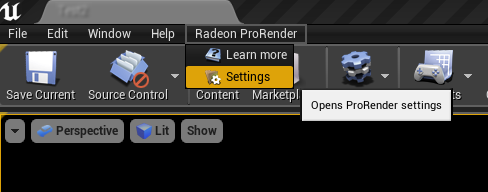 File Edit Window Help Radeon ProRender
Learn more
Settings
Save Current Source Control Content Marketpl
Opens ProRender settings
Perspective Lit Show